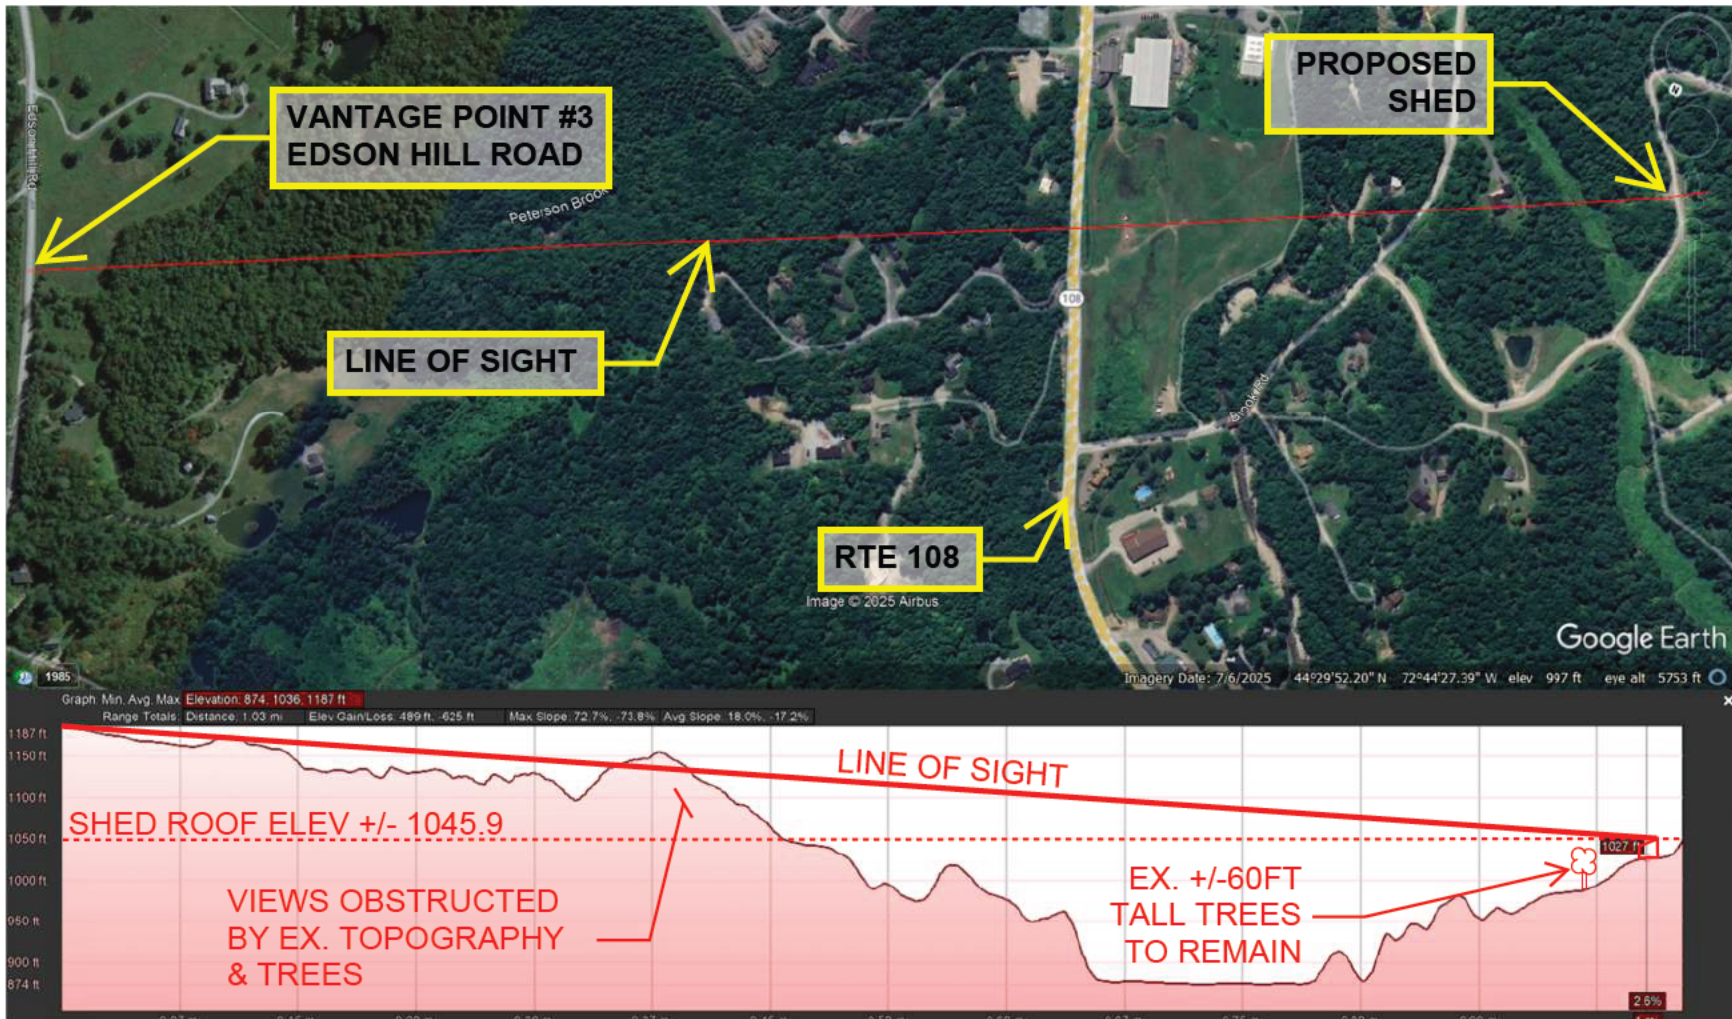 PROPOSED
SHED
VANTAGE POINT #3
EDSON HILL ROAD
Edson Hill Rd
Peterson Brook
108
LINE OF SIGHT
RTE 108
Image © 2025 Airbus
Google Earth
1985
Imagery Date: 7/6/2025 44°29'52.20" N 72°44'27.39" W elev 997 ft eye alt 5753 ft
Graph: Min, Avg, Max Elevation: 874, 1036, 1187 ft
Range Totals: Distance: 1.03 mi Elev Gain/Loss: 489 ft, -625 ft Max Slope: 72.7%, -73.8% Avg Slope: 18.0%, -17.2%
1187 ft
1150 ft
1100 ft
1050 ft
1000 ft
950 ft
900 ft
874 ft
LINE OF SIGHT
SHED ROOF ELEV +/- 1045.9
1027 ft
VIEWS OBSTRUCTED
BY EX. TOPOGRAPHY
& TREES
EX. +/-60FT
TALL TREES
TO REMAIN
2.6%